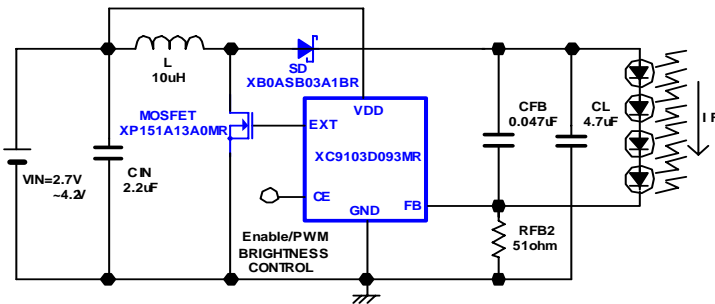 L
10uH
SD
XB0ASB03A1BR
MOSFET
XP151A13A0MR
VDD
EXT
XC9103D093MR
CE
GND
FB
VIN=2.7V
~4.2V
CIN
2.2uF
Enable/PWM
BRIGHTNESS
CONTROL
CFB
0.047uF
CL
4.7uF
RFB2
51ohm
I F